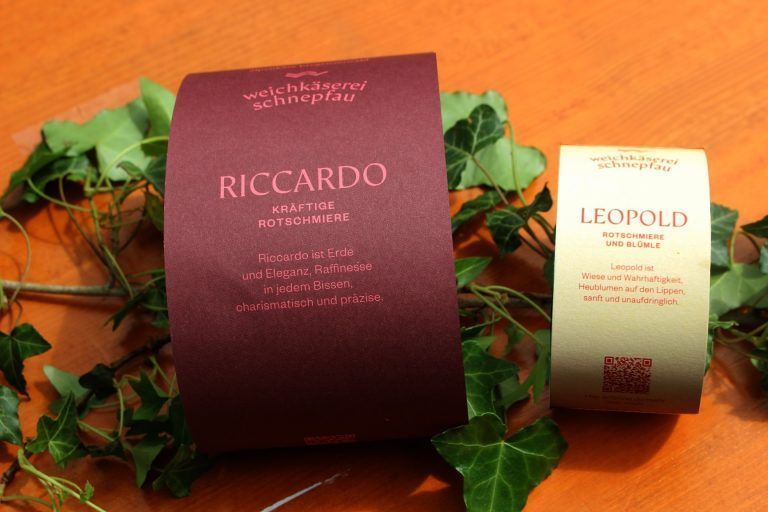 weichkäserei
schnepfau
RICCARDO
KRÄFTIGE
ROTSCHMIERE
Riccardo ist Erde
und Eleganz, Raffinesse
in jedem Bissen,
charismatisch und präzise.
weichkäserei
schnepfau
LEOPOLD
ROTSCHMIERE
UND BLÜMLE
Leopold ist
Wiese und Wahrhaftigkeit,
Heublumen auf den Lippen,
sanft und unaufdringlich.